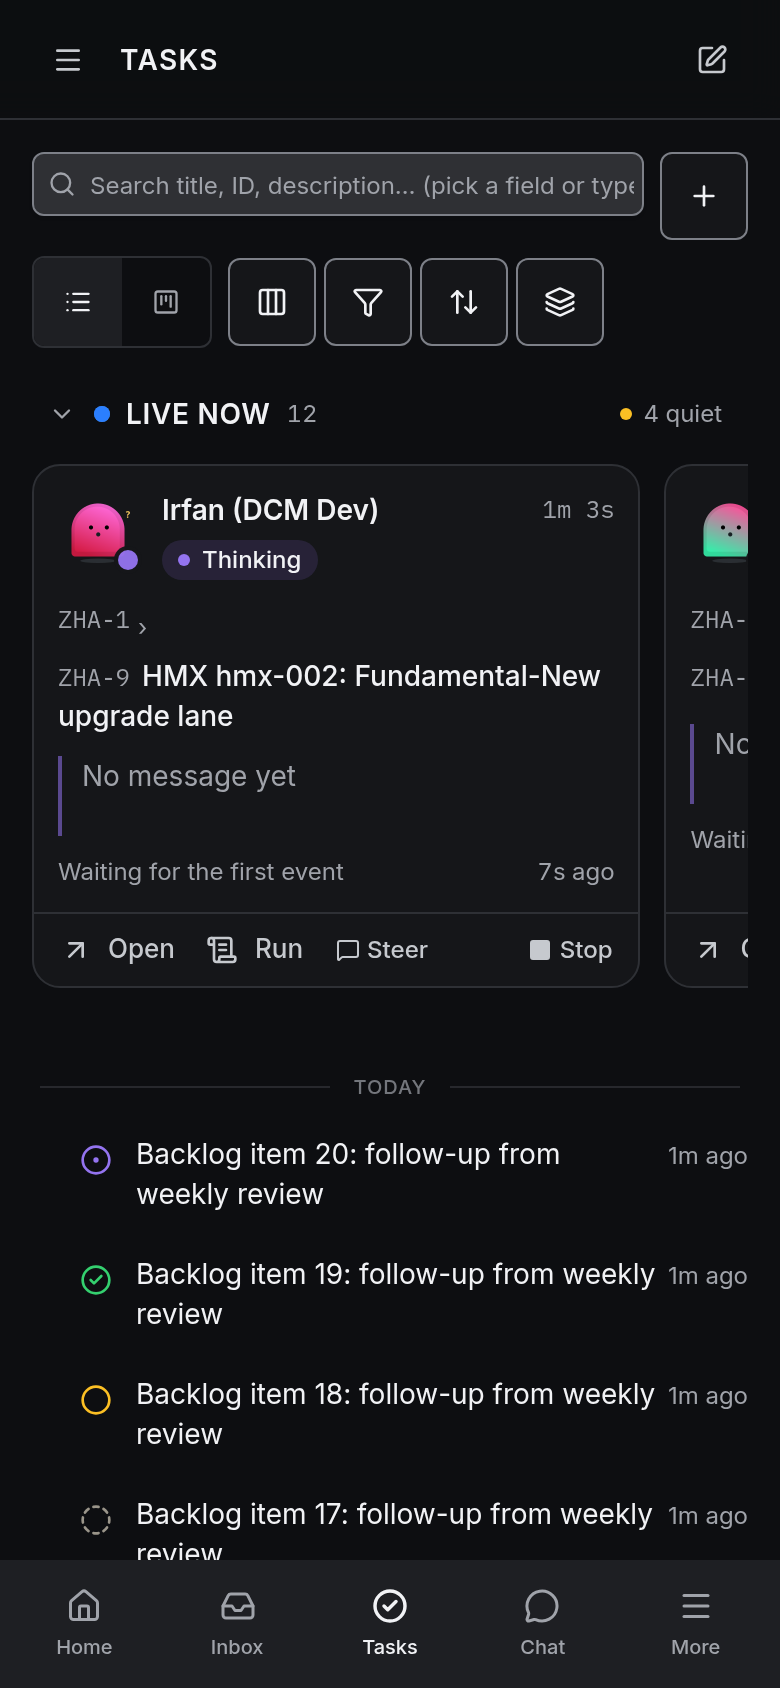 TASKS
Search title, ID, description... (pick a field or type
LIVE NOW 12
4 quiet
Irfan (DCM Dev)
1m 3s
?
Thinking
ZHA-1 ›
ZHA-9 HMX hmx-002: Fundamental-New
upgrade lane
No message yet
Waiting for the first event
7s ago
Open
Run
Steer
Stop
ZHA-
ZHA-
No
Waiti
TODAY
Backlog item 20: follow-up from
weekly review
1m ago
Backlog item 19: follow-up from weekly
review
1m ago
Backlog item 18: follow-up from weekly
review
1m ago
Backlog item 17: follow-up from weekly
review
1m ago
Home
Inbox
Tasks
Chat
More